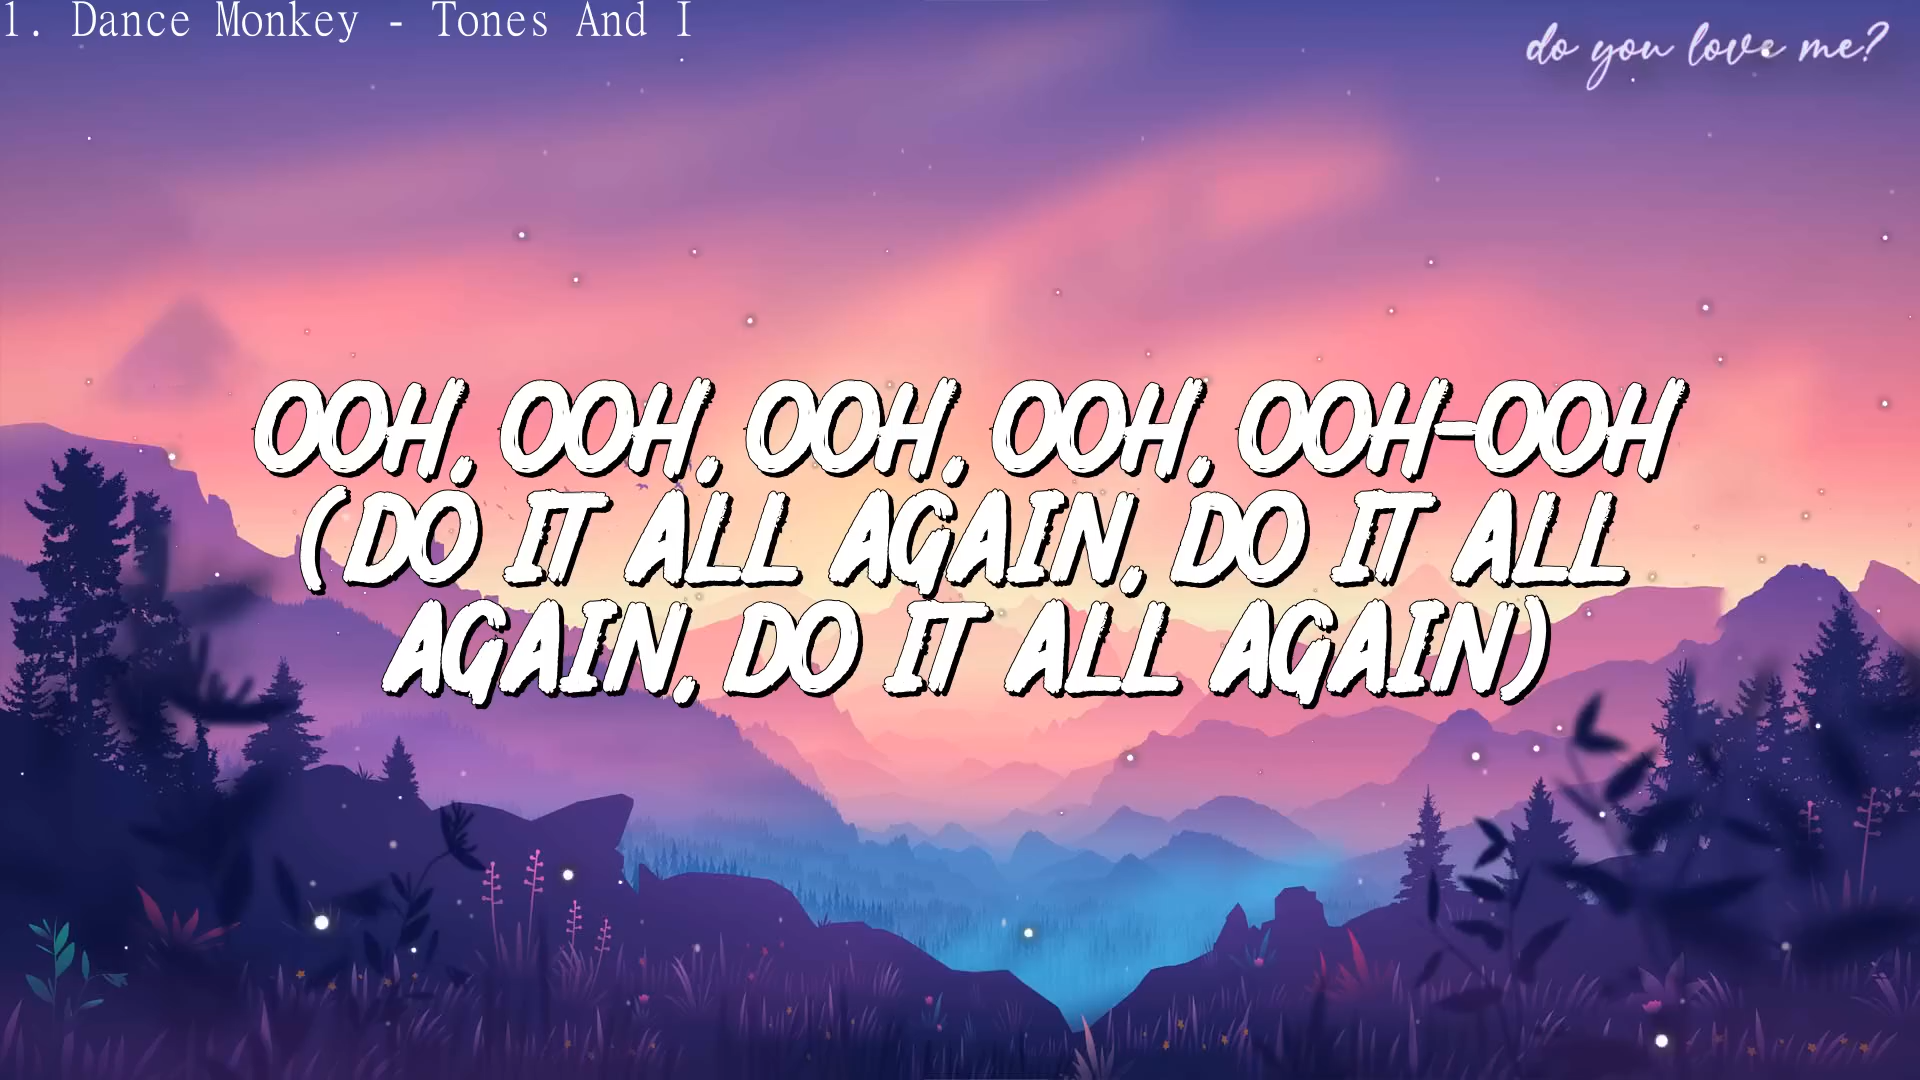 1. Dance Monkey - Tones And I
do you love me?
OOH, OOH, OOH, OOH, OOH-OOH
(DO IT ALL AGAIN, DO IT ALL
AGAIN, DO IT ALL AGAIN)